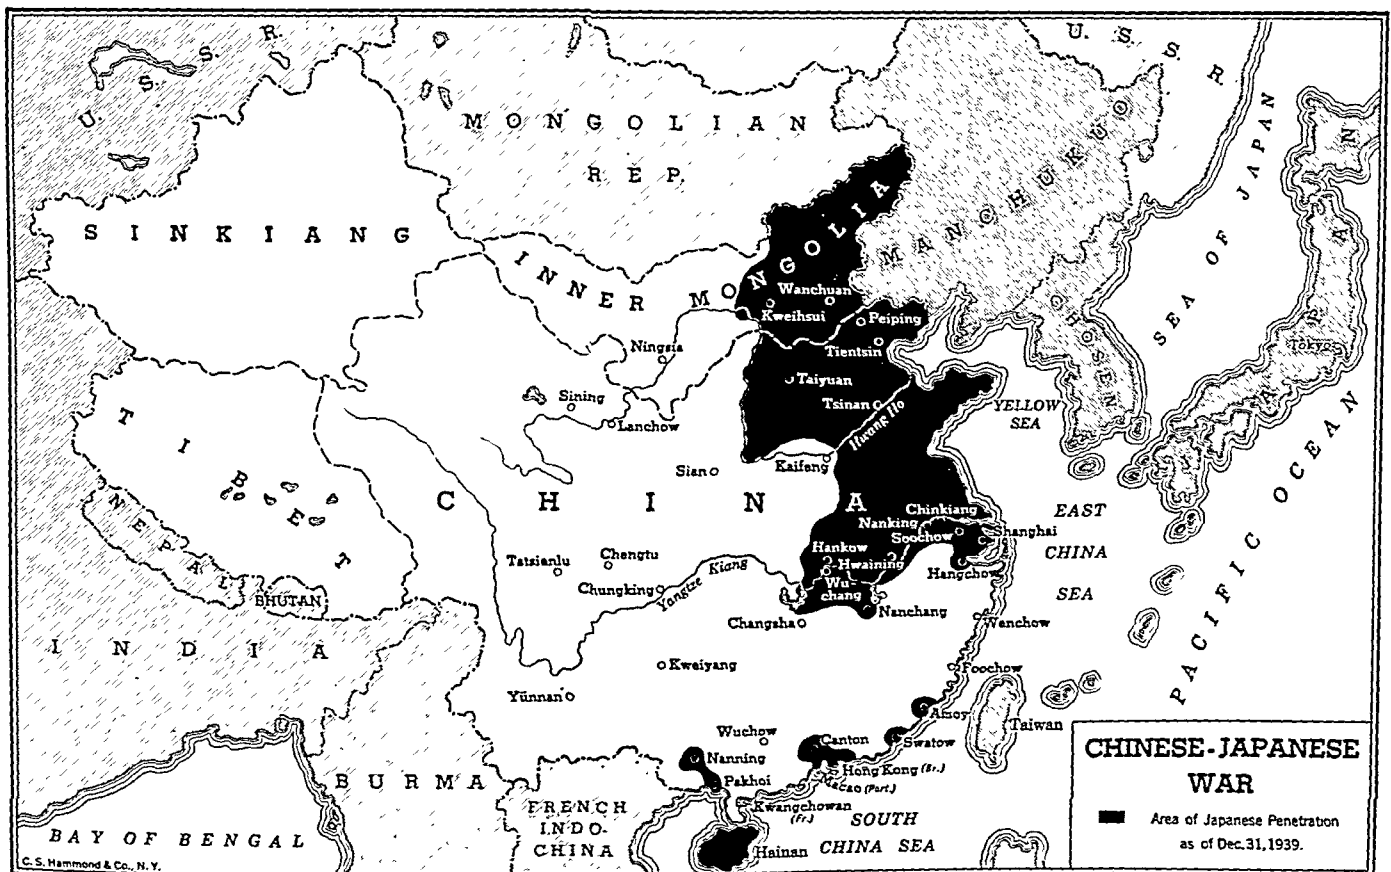 U. S. S. R.
U. S. S. R
MONGOLIAN
REP.
SINKIANG
INNER MONGOLIA
MANCHUKUO
SEA OF JAPAN
JAPAN
CHOSEN
Wanchuan
Kweihsui
Peiping
Tientsin
Ningsia
Taiyuan
Tokyo
Sining
Tsinan
Hwang Ho
YELLOW
SEA
Lanchow
TIBET
Sian
Kaifeng
CHINA
NEPAL
BHUTAN
Chinkiang
Nanking
Soochow
Shanghai
EAST
CHINA
SEA
Hankow
Hwaining
Hangchow
Wu-
chang
Tatsienlu
Chengtu
Chungking
Yangtze Kiang
Nanchang
Changsha
Wenchow
PACIFIC OCEAN
INDIA
Kweiyang
Foochow
Yünnan
Amoy
Taiwan
Wuchow
Canton
Swatow
Nanning
Hong Kong (Br.)
Macao (Port.)
Pakhoi
BURMA
Kwangchowan
(Fr.)
FRENCH
INDO-
CHINA
SOUTH
CHINA SEA
Hainan
BAY OF BENGAL
C. S. Hammond & Co., N. Y.
CHINESE-JAPANESE
WAR
Area of Japanese Penetration
as of Dec. 31, 1939.